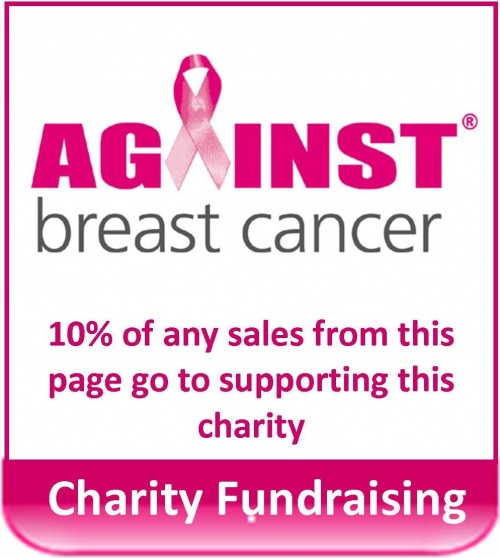 AGAINST®
breast cancer
10% of any sales from this
page go to supporting this
charity
Charity Fundraising